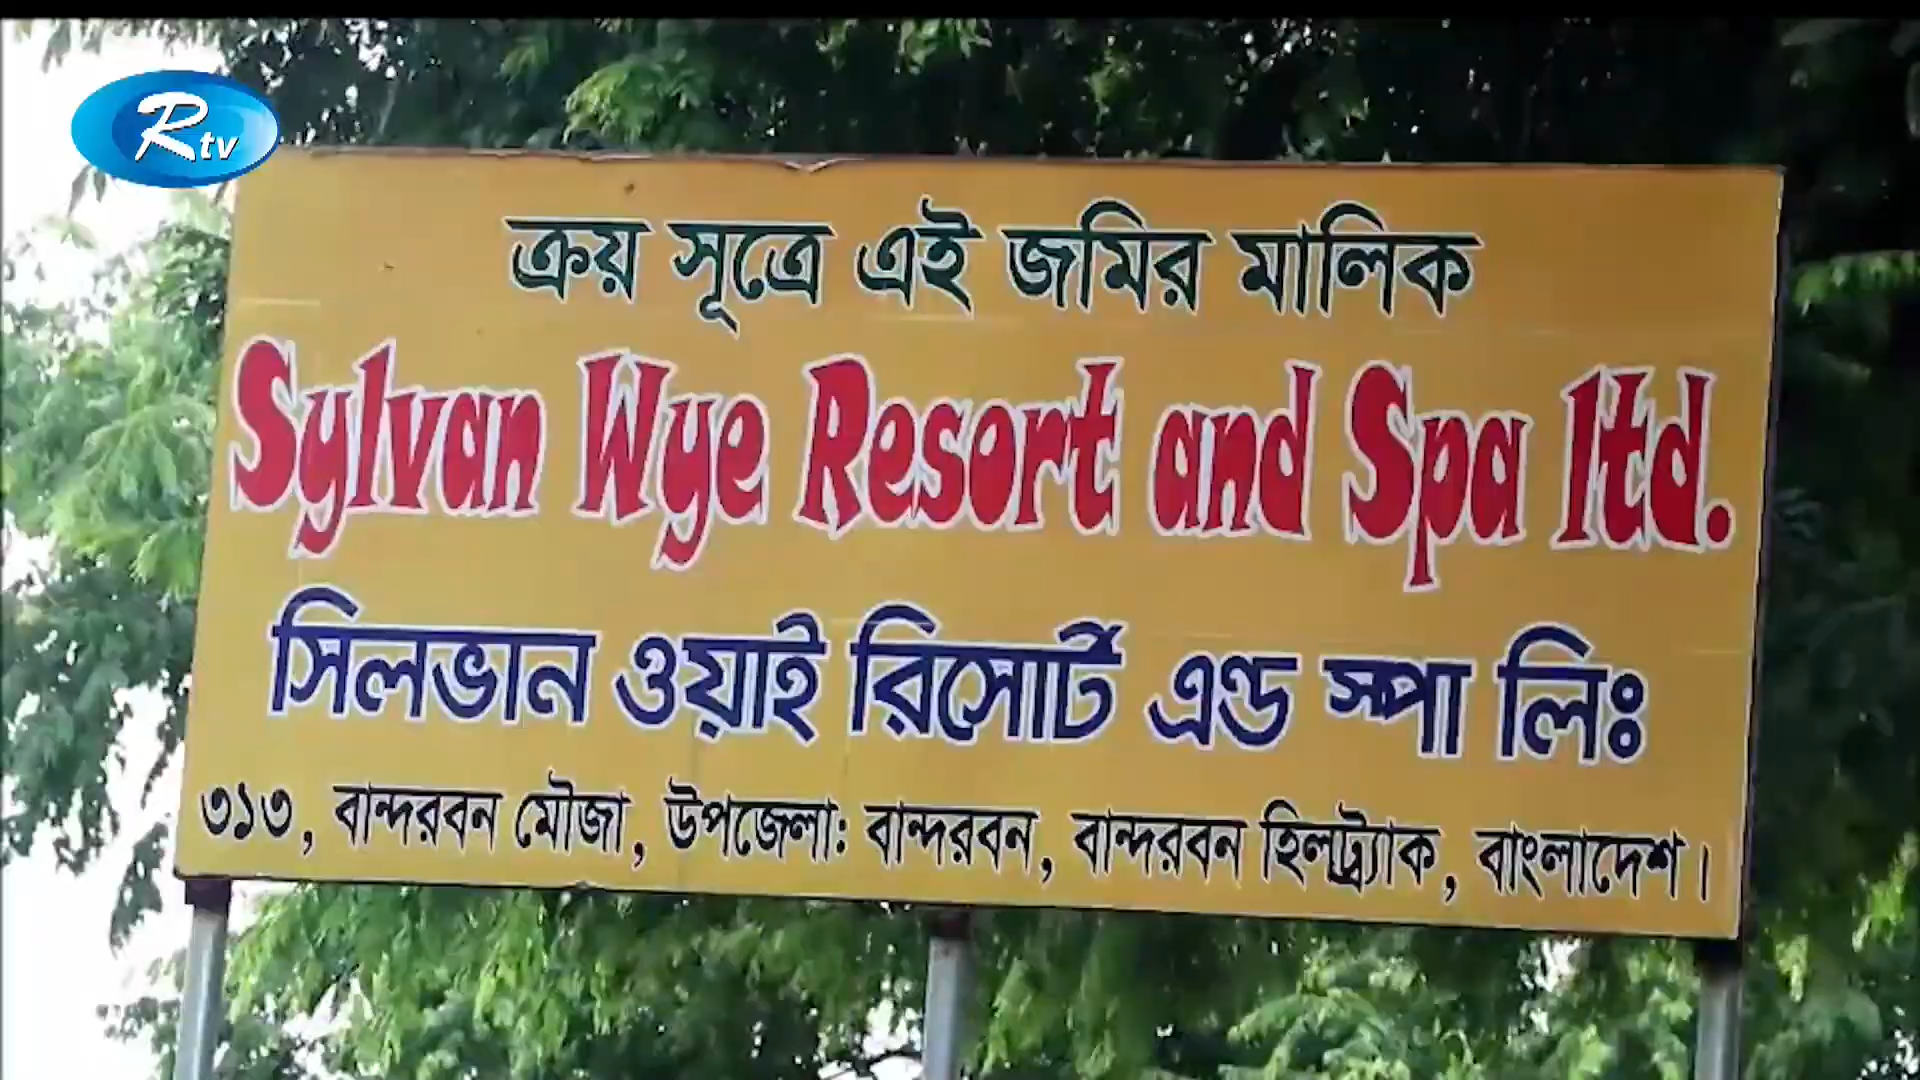 Rtv
ক্রয় সূত্রে এই জমির মালিক
Sylvan Wye Resort and Spa ltd.
সিলভান ওয়াই রিসোর্ট এন্ড স্পা লিঃ
৩১৩, বান্দরবন মৌজা, উপজেলা: বান্দরবন, বান্দরবন হিলট্র্যাক, বাংলাদেশ।